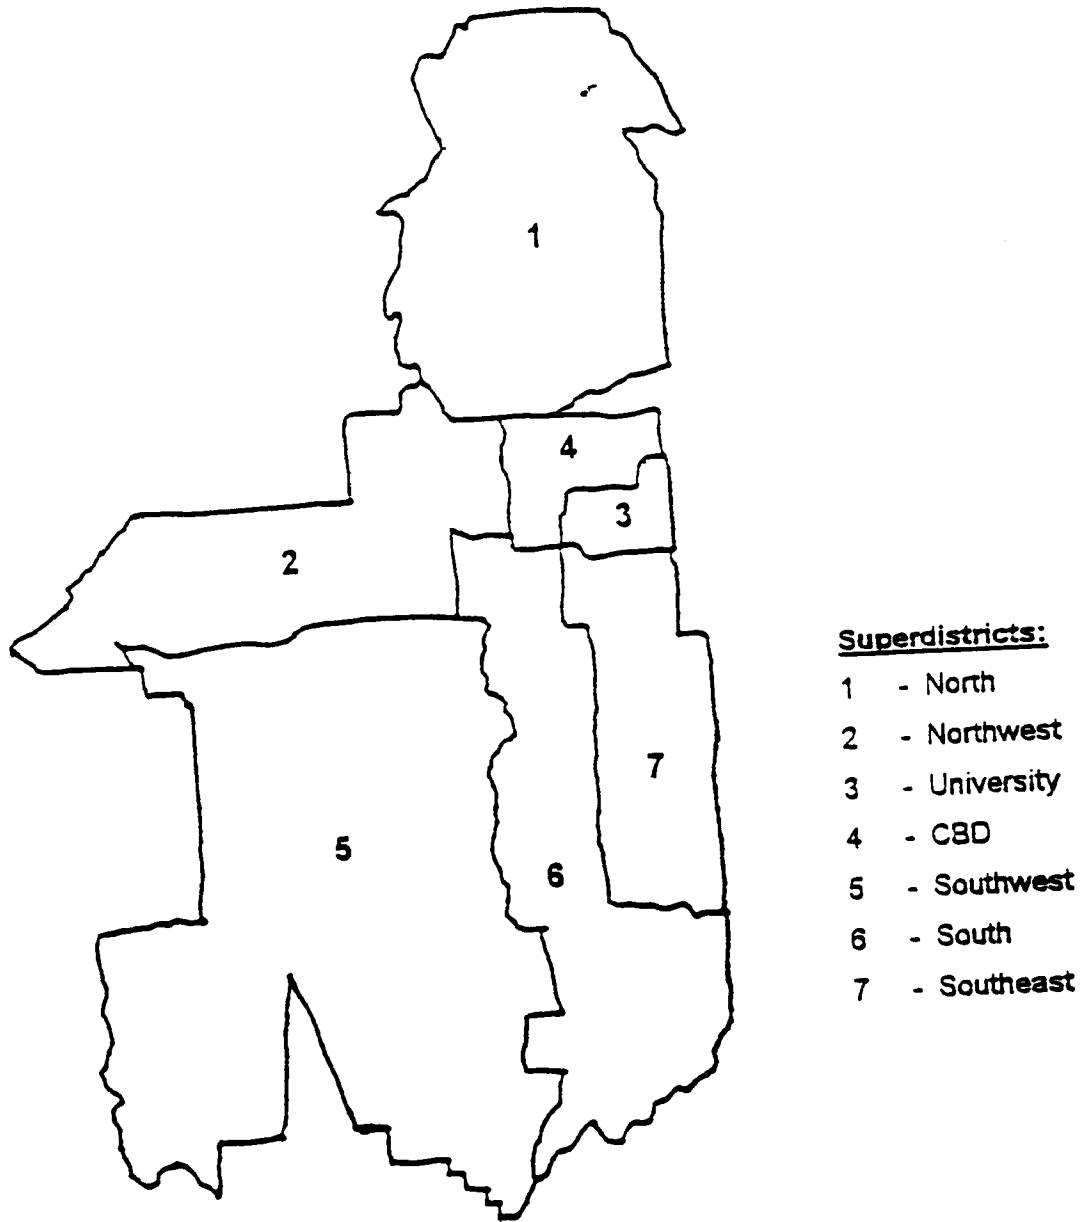 1
4
3
2
7
5
6
Superdistricts:
1 - North
2 - Northwest
3 - University
4 - CBD
5 - Southwest
6 - South
7 - Southeast